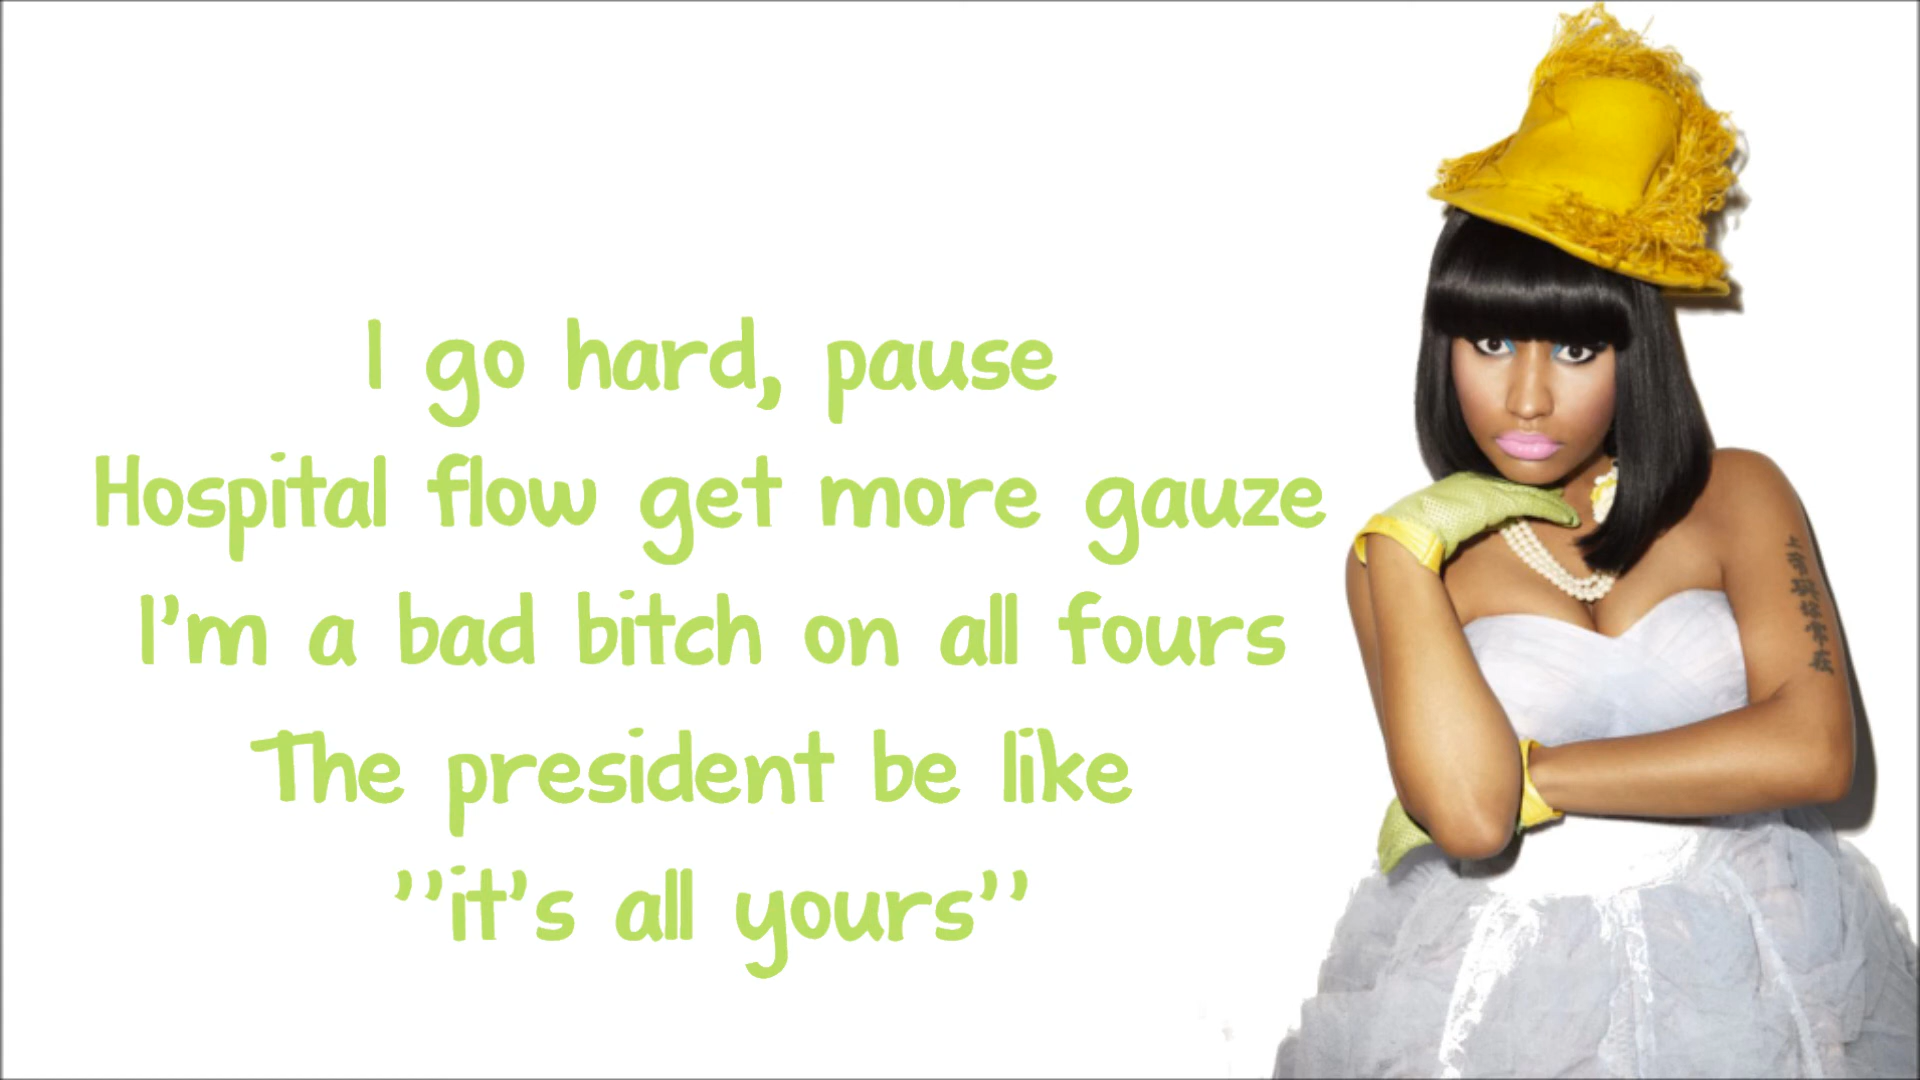 I go hard, pause
Hospital flow get more gauze
I'm a bad bitch on all fours
The president be like
"it's all yours"